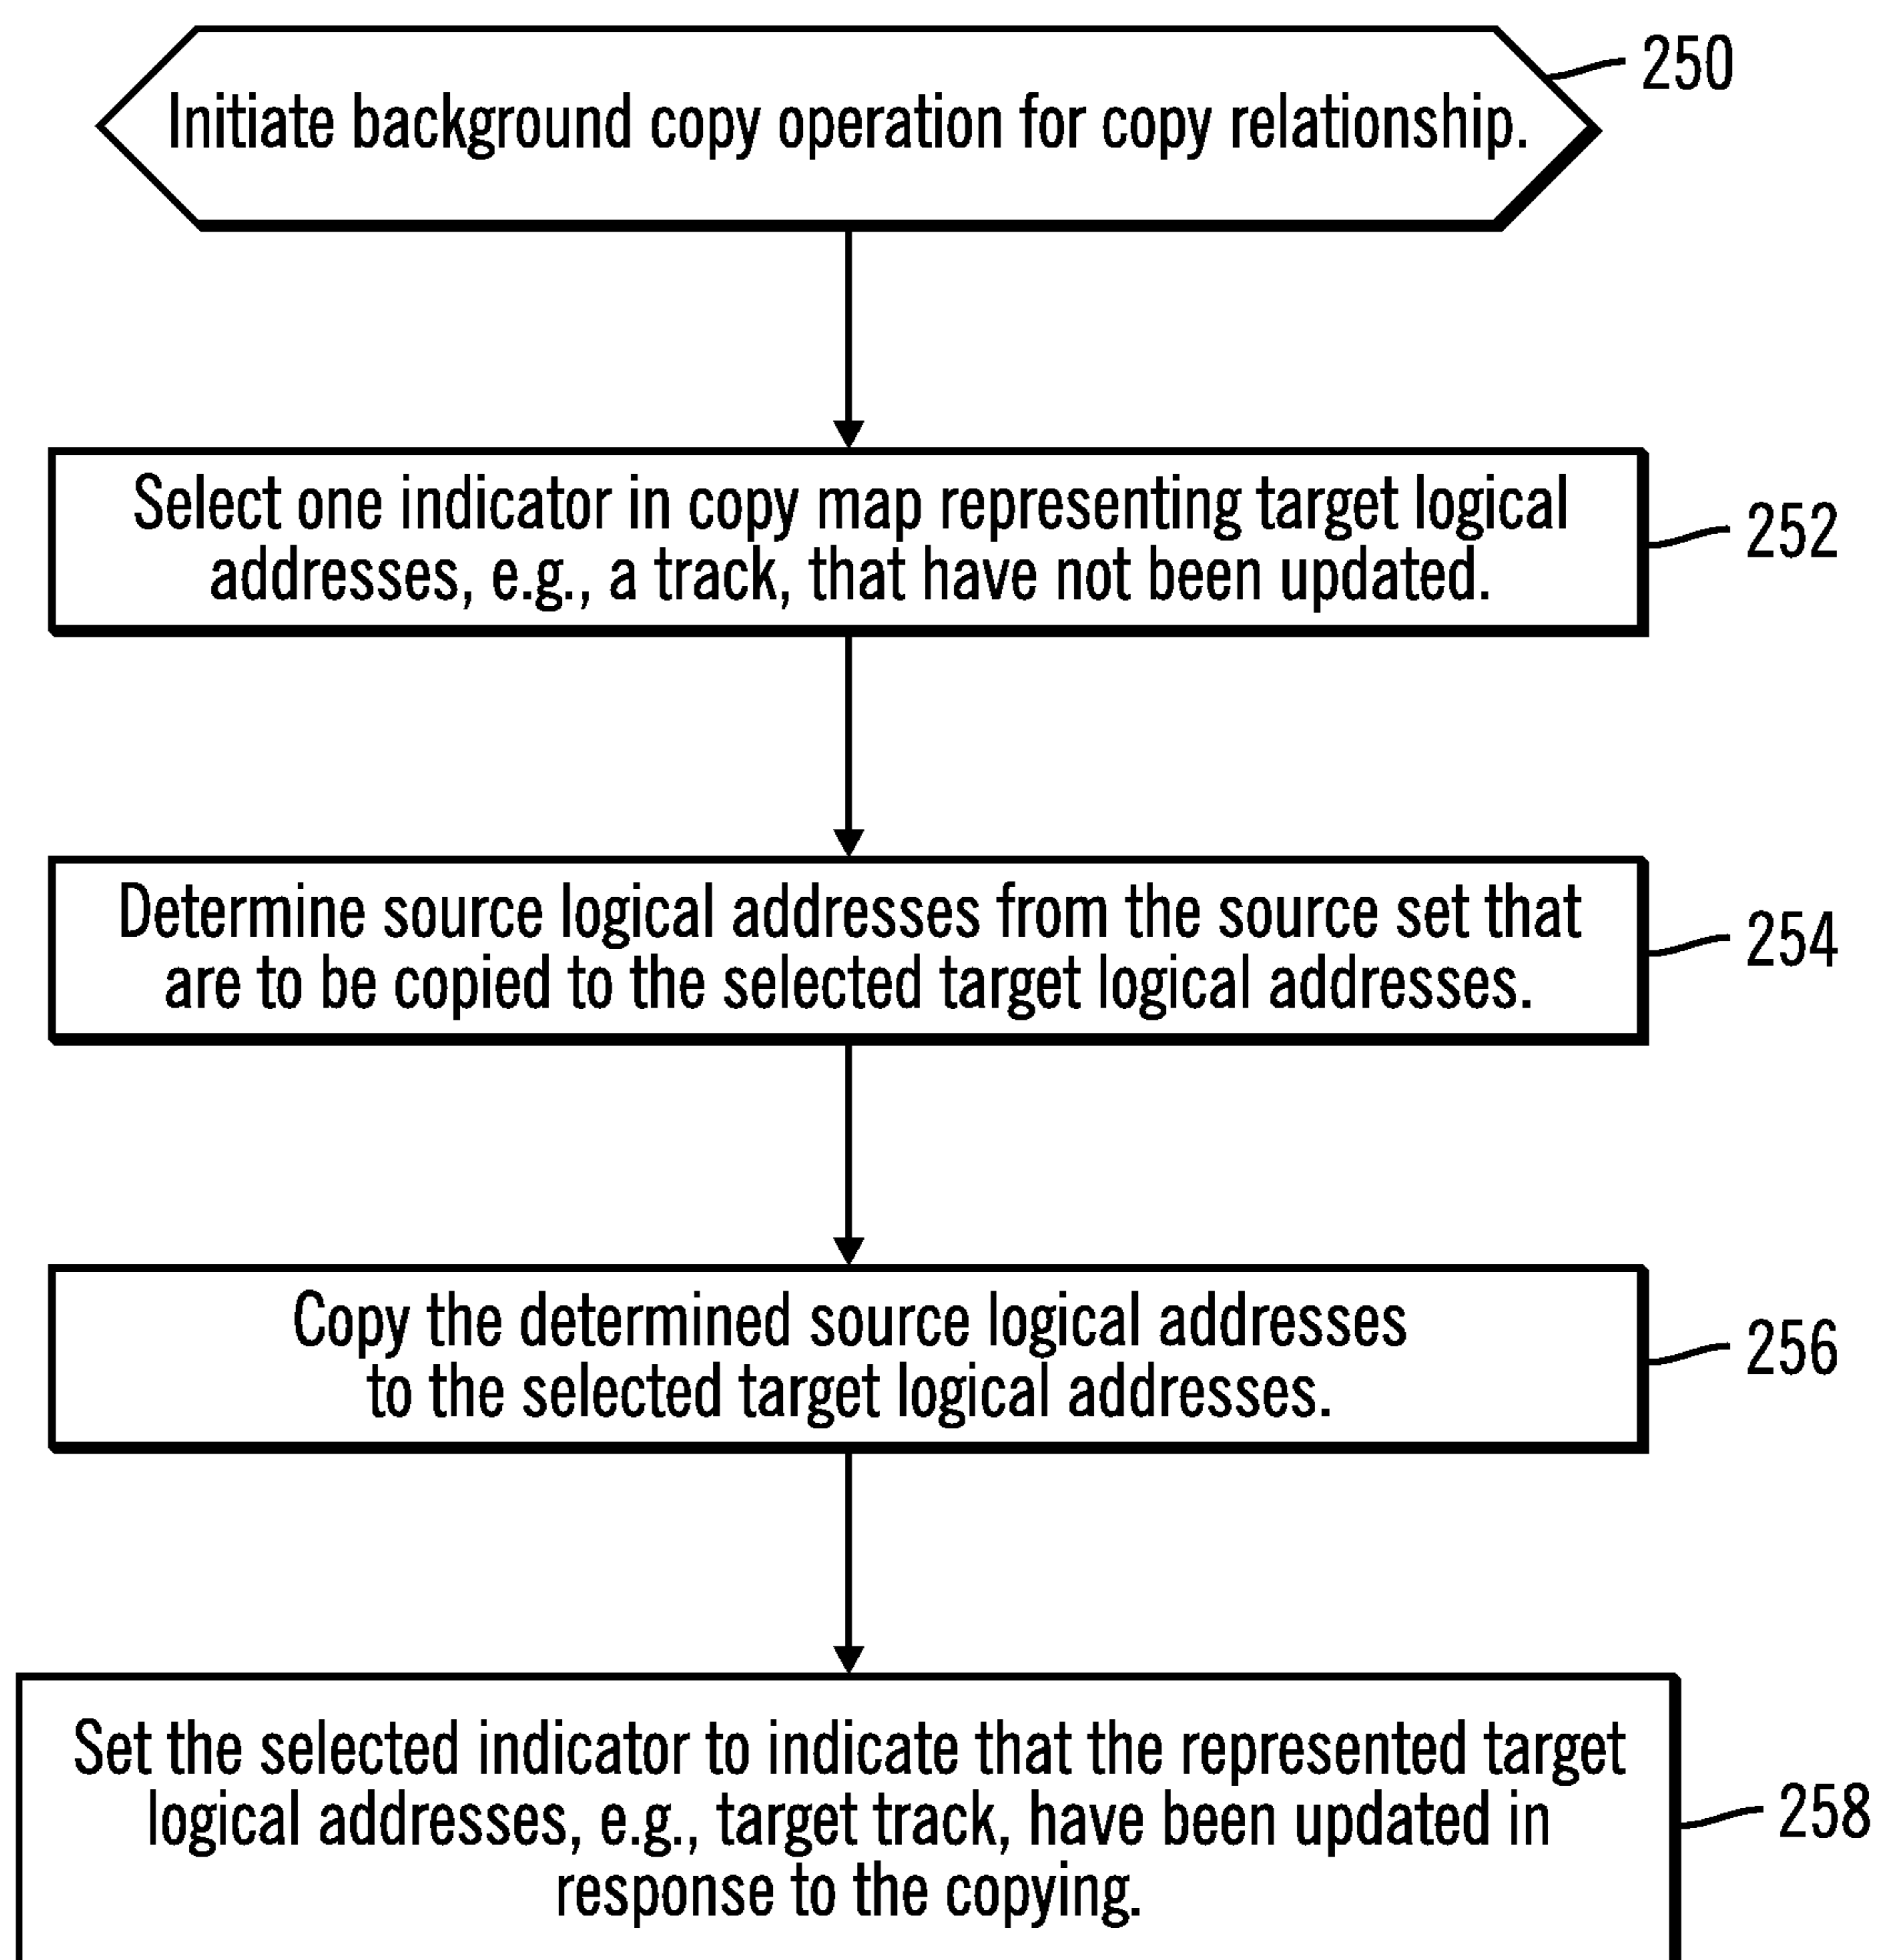 Initiate background copy operation for copy relationship.
250
Select one indicator in copy map representing target logical
addresses, e.g., a track, that have not been updated.
252
Determine source logical addresses from the source set that
are to be copied to the selected target logical addresses.
254
Copy the determined source logical addresses
to the selected target logical addresses.
256
Set the selected indicator to indicate that the represented target
logical addresses, e.g., target track, have been updated in
response to the copying.
258